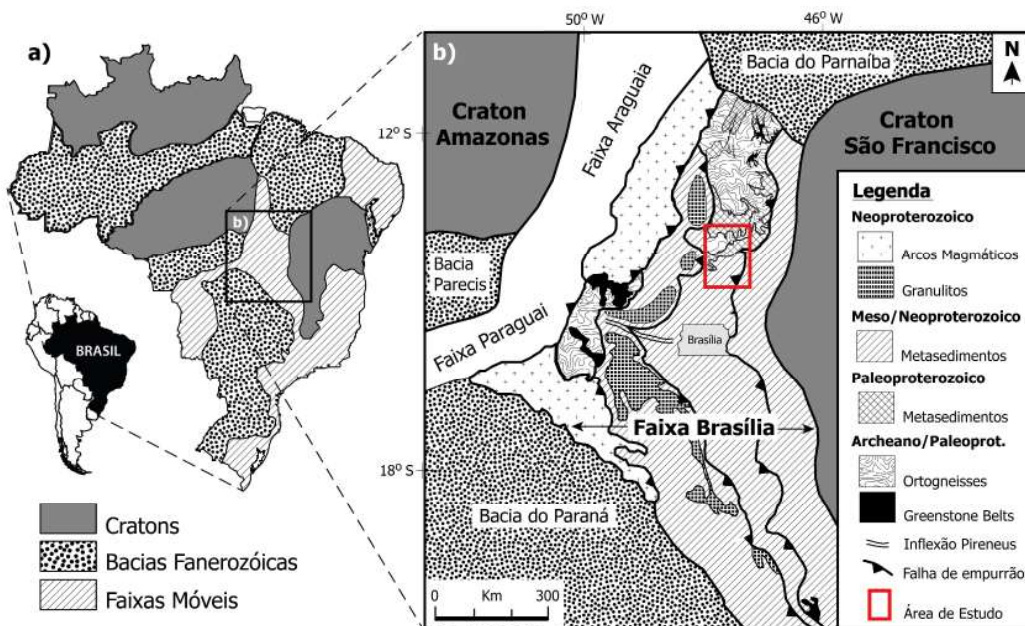 a)
b)
BRASIL
Cratons
Bacias Fanerozóicas
Faixas Móveis
b)
50° W
46° W
12° S
18° S
N
Craton
Amazonas
Faixa Araguaia
Bacia do Parnaíba
Craton
São Francisco
Bacia
Parecis
Faixa Paraguai
Brasília
Faixa Brasília
Bacia do Paraná
0 Km 300
Legenda
Neoproterozoico
Arcos Magmáticos
Granulitos
Meso/Neoproterozoico
Metasedimentos
Paleoproterozoico
Metasedimentos
Archeano/Paleoprot.
Ortogneisses
Greenstone Belts
Inflexão Pireneus
Falha de empurrão
Área de Estudo